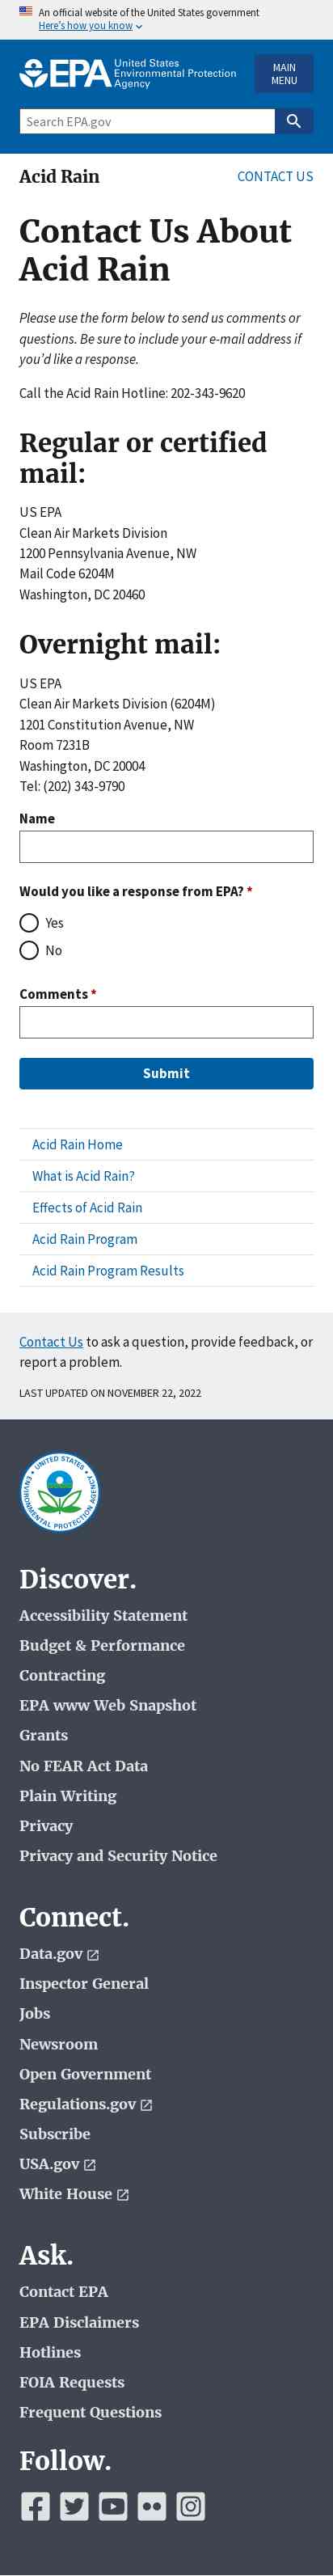 An official website of the United States government
Here's how you know
EPA United States
Environmental Protection
Agency
MAIN
MENU
Search EPA.gov
Acid Rain
CONTACT US
Contact Us About
Acid Rain
Please use the form below to send us comments or
questions. Be sure to include your e-mail address if
you'd like a response.
Call the Acid Rain Hotline: 202-343-9620
Regular or certified
mail:
US EPA
Clean Air Markets Division
1200 Pennsylvania Avenue, NW
Mail Code 6204M
Washington, DC 20460
Overnight mail:
US EPA
Clean Air Markets Division (6204M)
1201 Constitution Avenue, NW
Room 7231B
Washington, DC 20004
Tel: (202) 343-9790
Name
Would you like a response from EPA? *
Yes
No
Comments *
Submit
Acid Rain Home
What is Acid Rain?
Effects of Acid Rain
Acid Rain Program
Acid Rain Program Results
Contact Us to ask a question, provide feedback, or
report a problem.
LAST UPDATED ON NOVEMBER 22, 2022
UNITED STATES
ENVIRONMENTAL PROTECTION AGENCY
Discover.
Accessibility Statement
Budget & Performance
Contracting
EPA www Web Snapshot
Grants
No FEAR Act Data
Plain Writing
Privacy
Privacy and Security Notice
Connect.
Data.gov
Inspector General
Jobs
Newsroom
Open Government
Regulations.gov
Subscribe
USA.gov
White House
Ask.
Contact EPA
EPA Disclaimers
Hotlines
FOIA Requests
Frequent Questions
Follow.